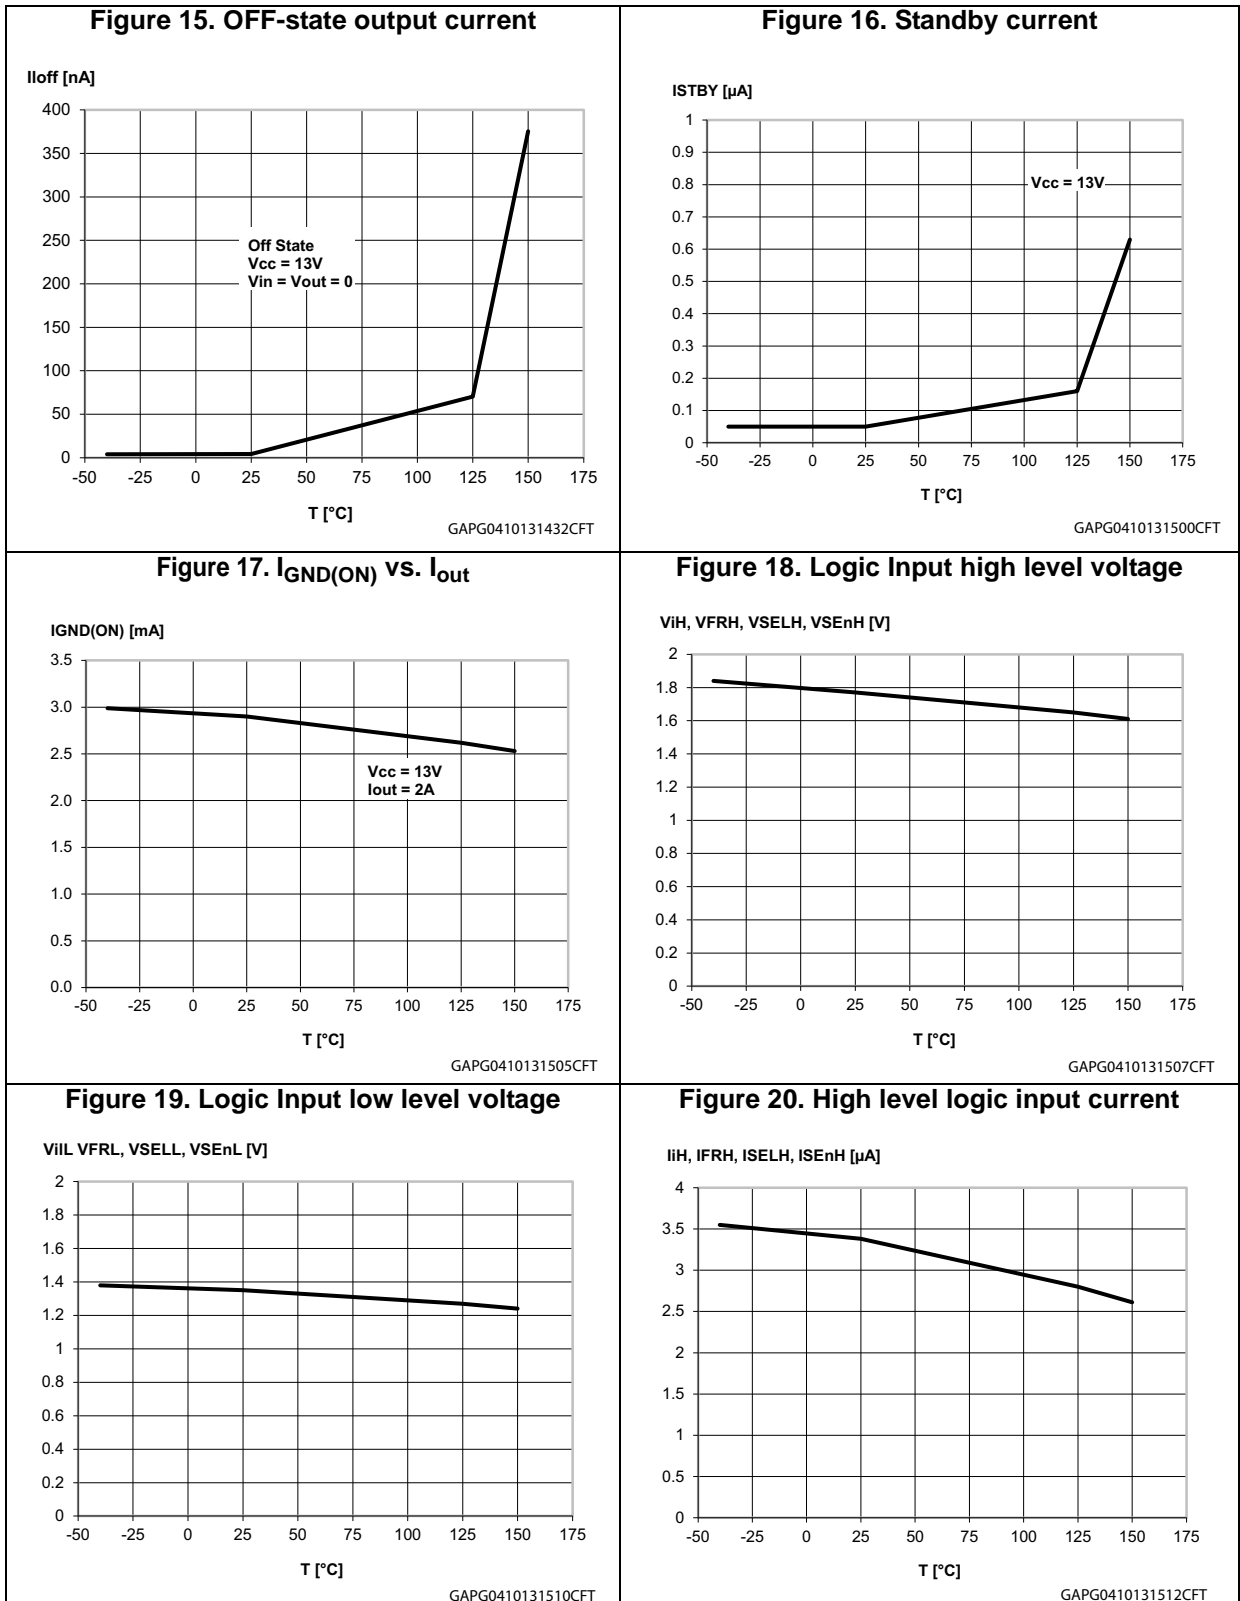 Figure 15. OFF-state output current
Iloff [nA]
400
350
300
250
200
150
100
50
0
Off State
Vcc = 13V
Vin = Vout = 0
-50 -25 0 25 50 75 100 125 150 175
T [°C]
GAPG0410131432CFT
Figure 16. Standby current
ISTBY [µA]
1
0.9
0.8
0.7
0.6
0.5
0.4
0.3
0.2
0.1
0
Vcc = 13V
-50 -25 0 25 50 75 100 125 150 175
T [°C]
GAPG0410131500CFT
Figure 17. IGND(ON) vs. Iout
IGND(ON) [mA]
3.5
3.0
2.5
2.0
1.5
1.0
0.5
0.0
Vcc = 13V
Iout = 2A
-50 -25 0 25 50 75 100 125 150 175
T [°C]
GAPG0410131505CFT
Figure 18. Logic Input high level voltage
ViH, VFRH, VSELH, VSEnH [V]
2
1.8
1.6
1.4
1.2
1
0.8
0.6
0.4
0.2
0
-50 -25 0 25 50 75 100 125 150 175
T [°C]
GAPG0410131507CFT
Figure 19. Logic Input low level voltage
VilL VFRL, VSELL, VSEnL [V]
2
1.8
1.6
1.4
1.2
1
0.8
0.6
0.4
0.2
0
-50 -25 0 25 50 75 100 125 150 175
T [°C]
GAPG0410131510CFT
Figure 20. High level logic input current
IiH, IFRH, ISELH, ISEnH [µA]
4
3.5
3
2.5
2
1.5
1
0.5
0
-50 -25 0 25 50 75 100 125 150 175
T [°C]
GAPG0410131512CFT